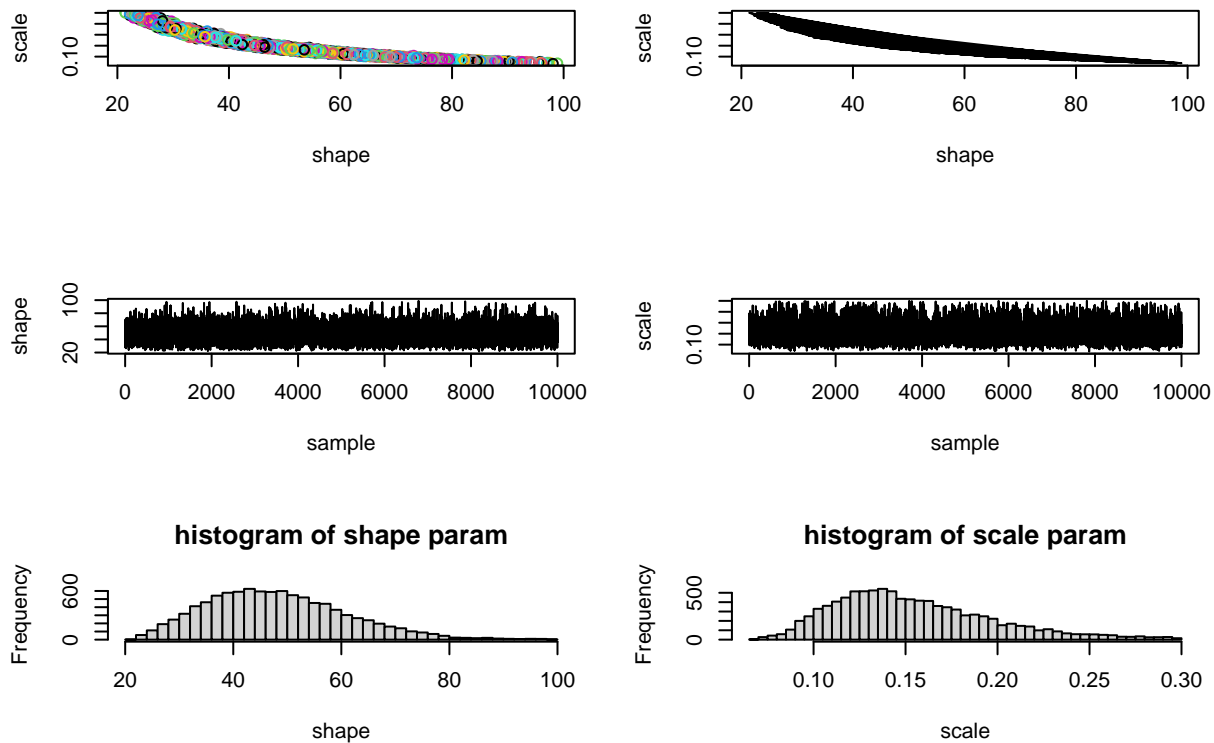 scale
0.10
20 40 60 80 100
shape
scale
0.10
20 40 60 80 100
shape
shape
20 100
0 2000 4000 6000 8000 10000
sample
scale
0.10
0 2000 4000 6000 8000 10000
sample
histogram of shape param
Frequency
0 600
20 40 60 80 100
shape
histogram of scale param
Frequency
0 500
0.10 0.15 0.20 0.25 0.30
scale